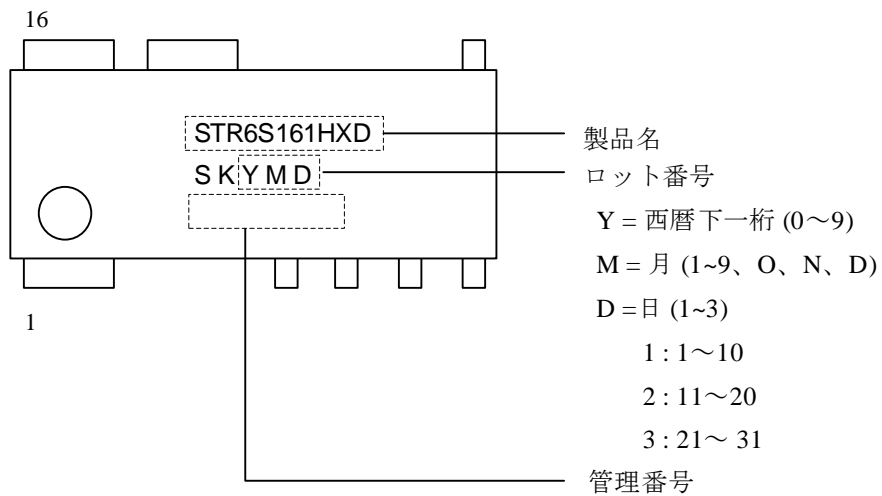 16
STR6S161HXD
製品名
S K Y M D
ロット番号
Y = 西暦下一桁 (0〜9)
M = 月 (1~9、O、N、D)
D =日 (1~3)
1 : 1〜10
2 : 11〜20
3 : 21〜 31
1
管理番号